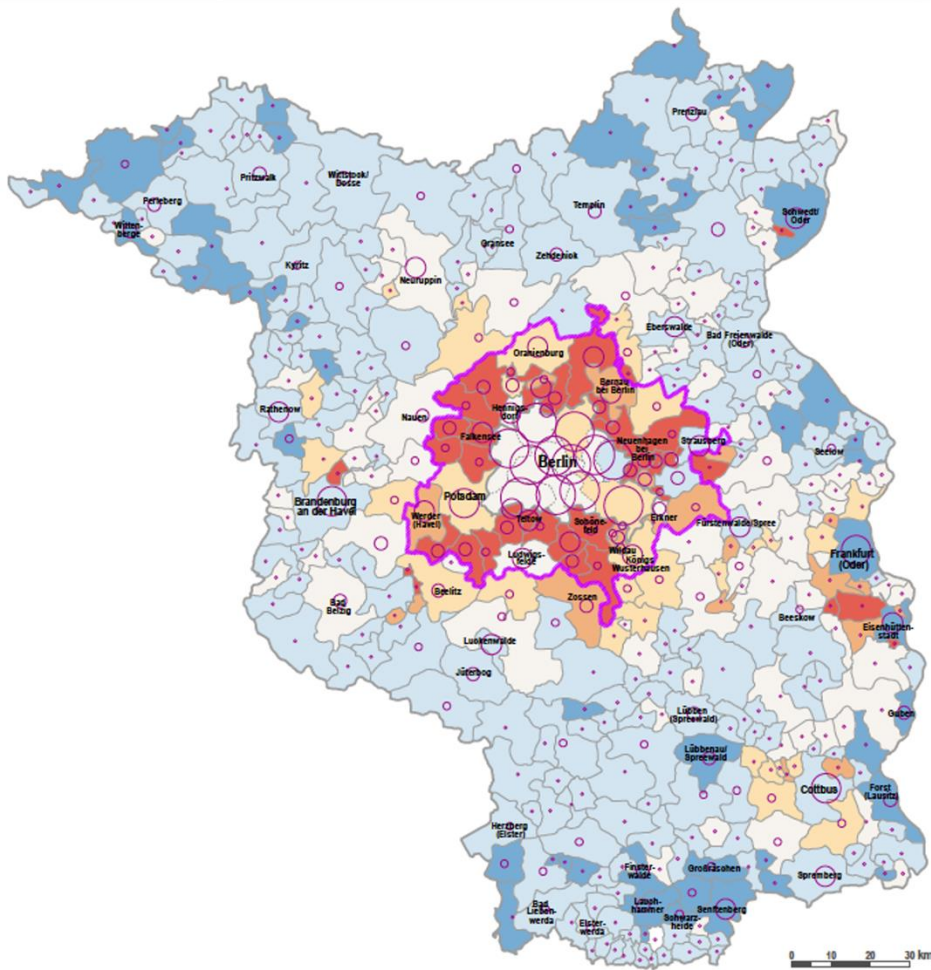 Prenzlau
Pritzwalk
Wittstock/
Dosse
Templin
Perleberg
Schwedt/
Oder
Witten-
berge
Gransee
Zehdeniok
Kyritz
Neuruppin
Eberswalde
Bad Freienwalde
(Oder)
Oranienburg
Bernau
bei Berlin
Rathenow
Nauen
Hennigs-
dorf
Falkensee
Neuenhagen
bei
Berlin
Strausberg
Seelow
Berlin
Brandenburg
an der Havel
Potsdam
Werder
(Havel)
Teltow
Schöne-
feld
Erkner
Fürstenwalde/Spree
Frankfurt
(Oder)
Ludwigs-
felde
Wildau
Königs
Wusterhausen
Beelitz
Zossen
Bad
Belzig
Beeskow
Eisenhütten-
stadt
Luokenwalde
Jüterbog
Lübben
(Spreewald)
Guben
Lübbenau/
Spreewald
Cottbus
Forst
(Lausitz)
Herzberg
(Elster)
Finster-
walde
Großräsohen
Spremberg
Bad
Lieben-
werda
Lauch-
hammer
Schwarz-
heide
Senftenberg
Elster-
werda
0 10 20 30 km